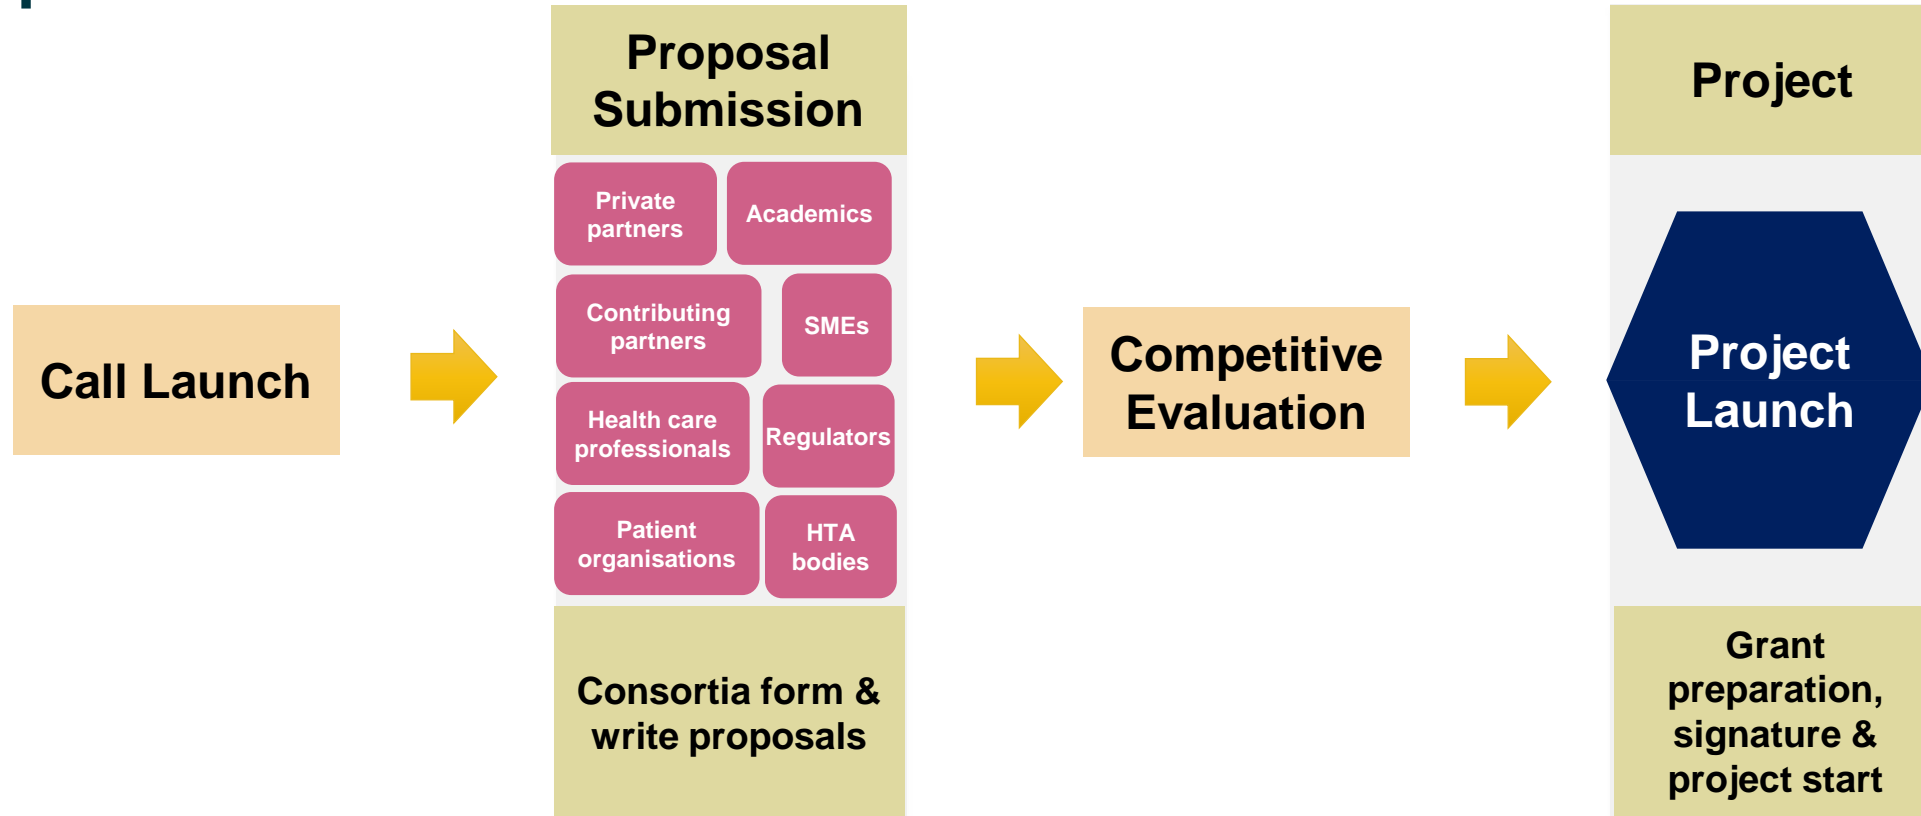 Call Launch
Proposal
Submission
Private
partners
Academics
Contributing
partners
SMEs
Health care
professionals
Regulators
Patient
organisations
HTA
bodies
Consortia form &
write proposals
Competitive
Evaluation
Project
Project
Launch
Grant
preparation,
signature &
project start